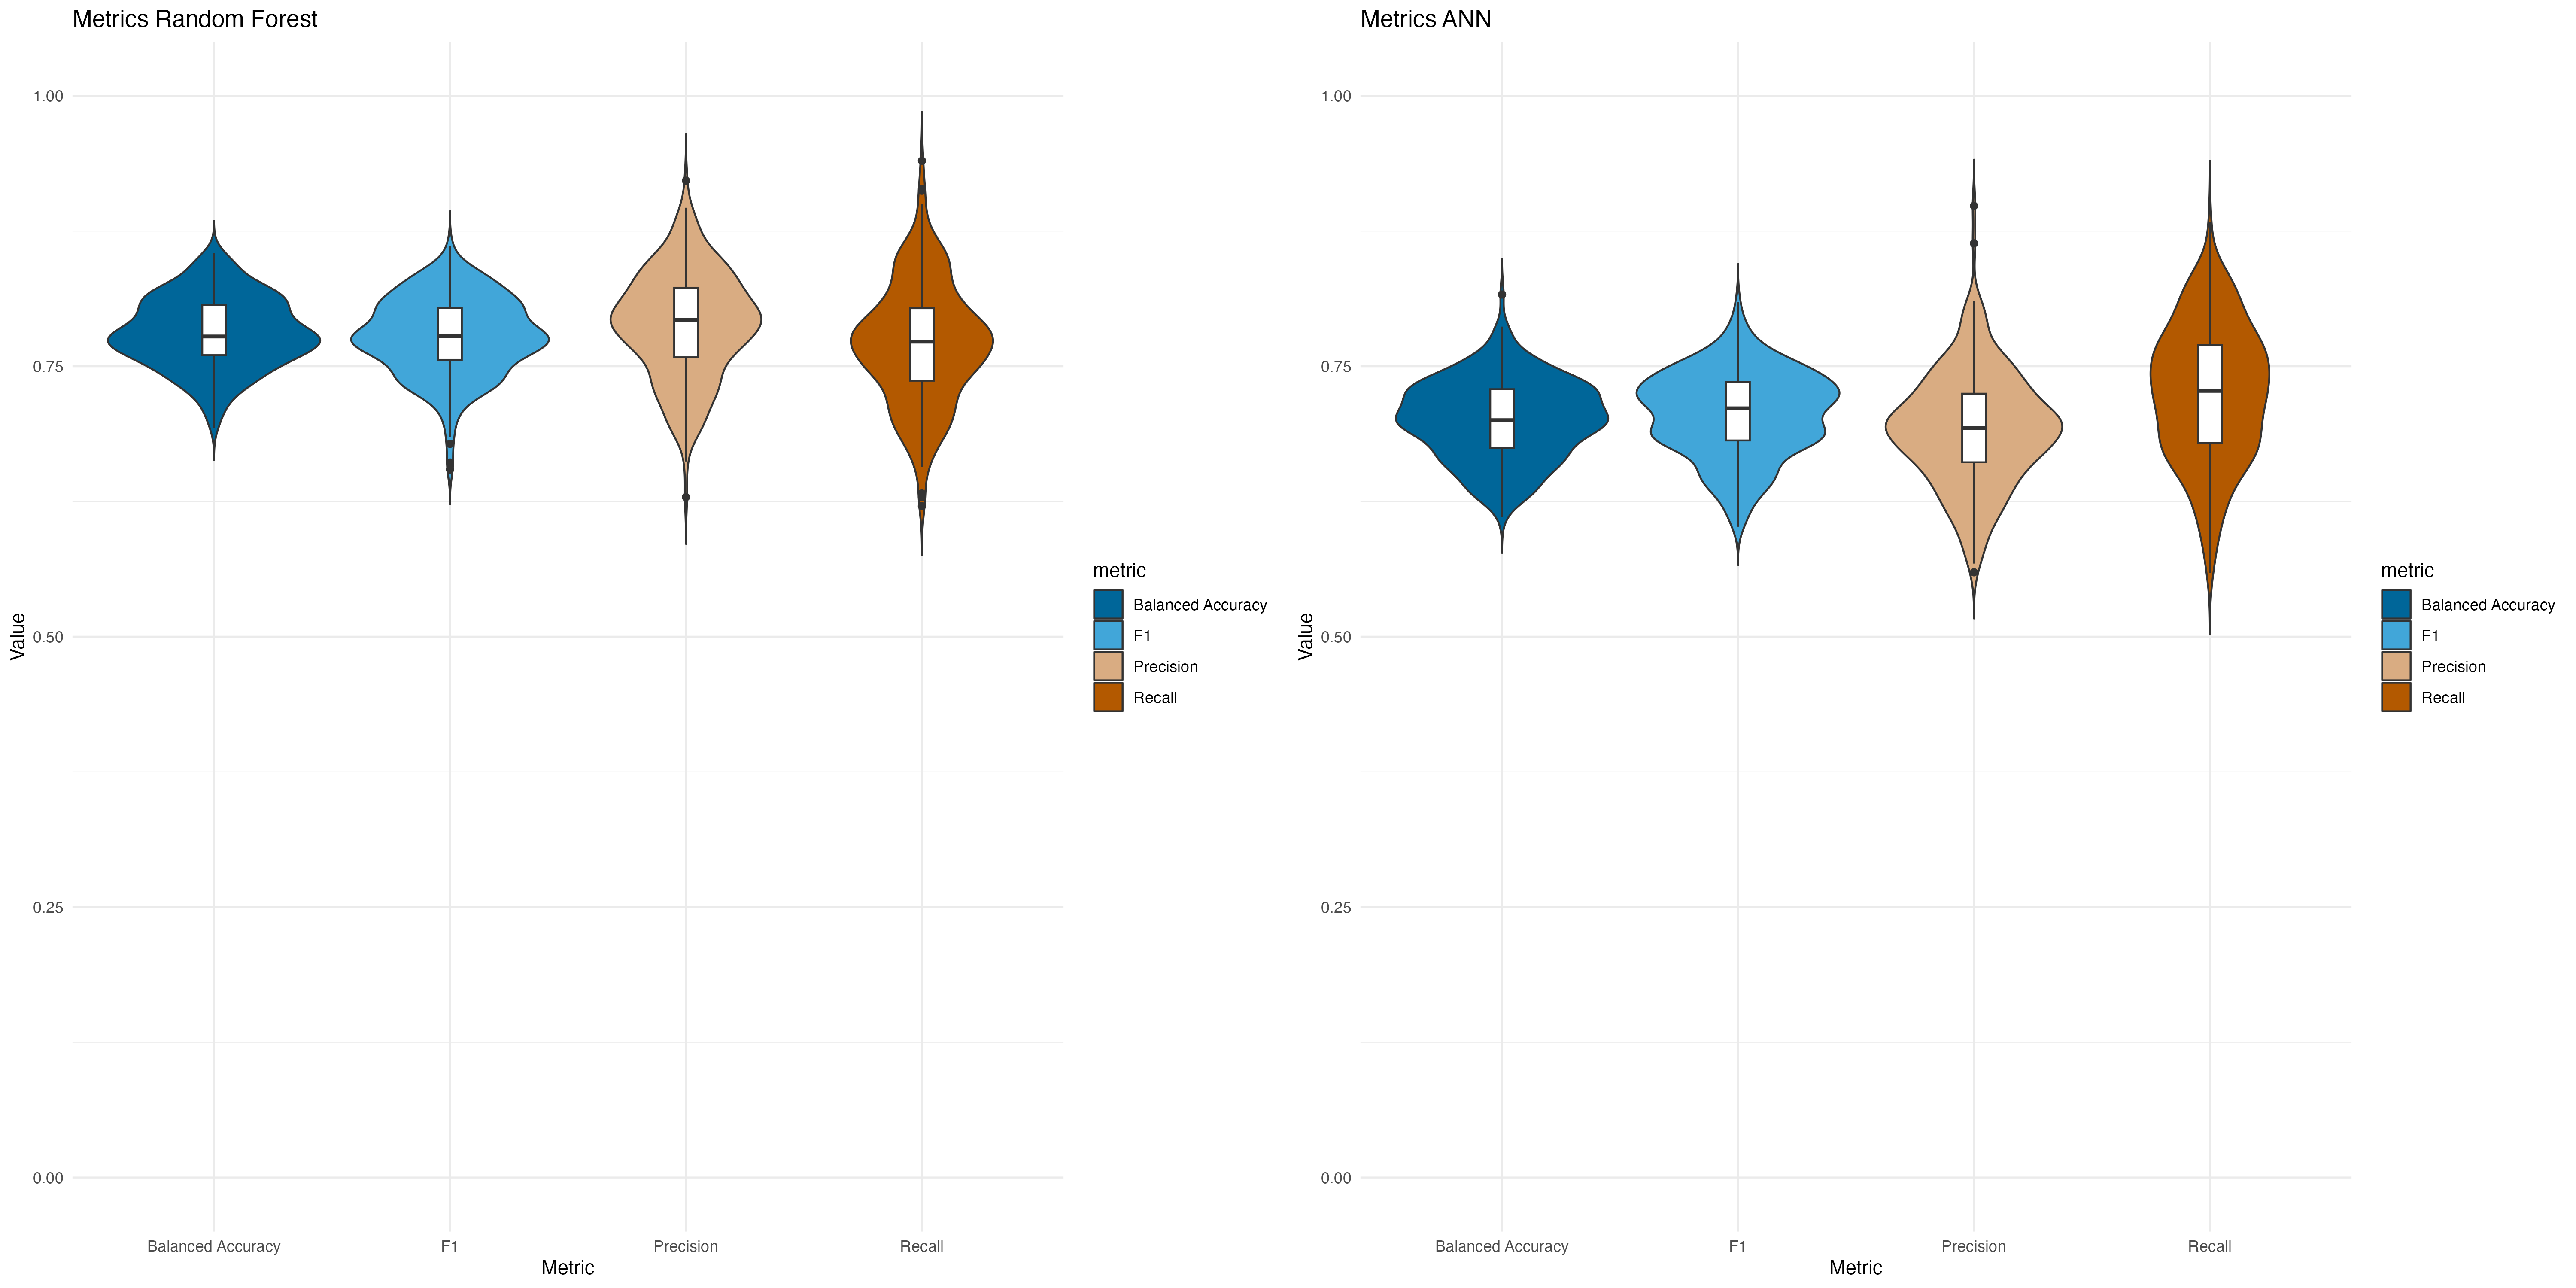 Metrics Random Forest
1.00
0.75
0.50
0.25
0.00
Value
Balanced Accuracy
F1
Precision
Recall
Metric
metric
Balanced Accuracy
F1
Precision
Recall
Metrics ANN
1.00
0.75
0.50
0.25
0.00
Value
Balanced Accuracy
F1
Precision
Recall
Metric
metric
Balanced Accuracy
F1
Precision
Recall